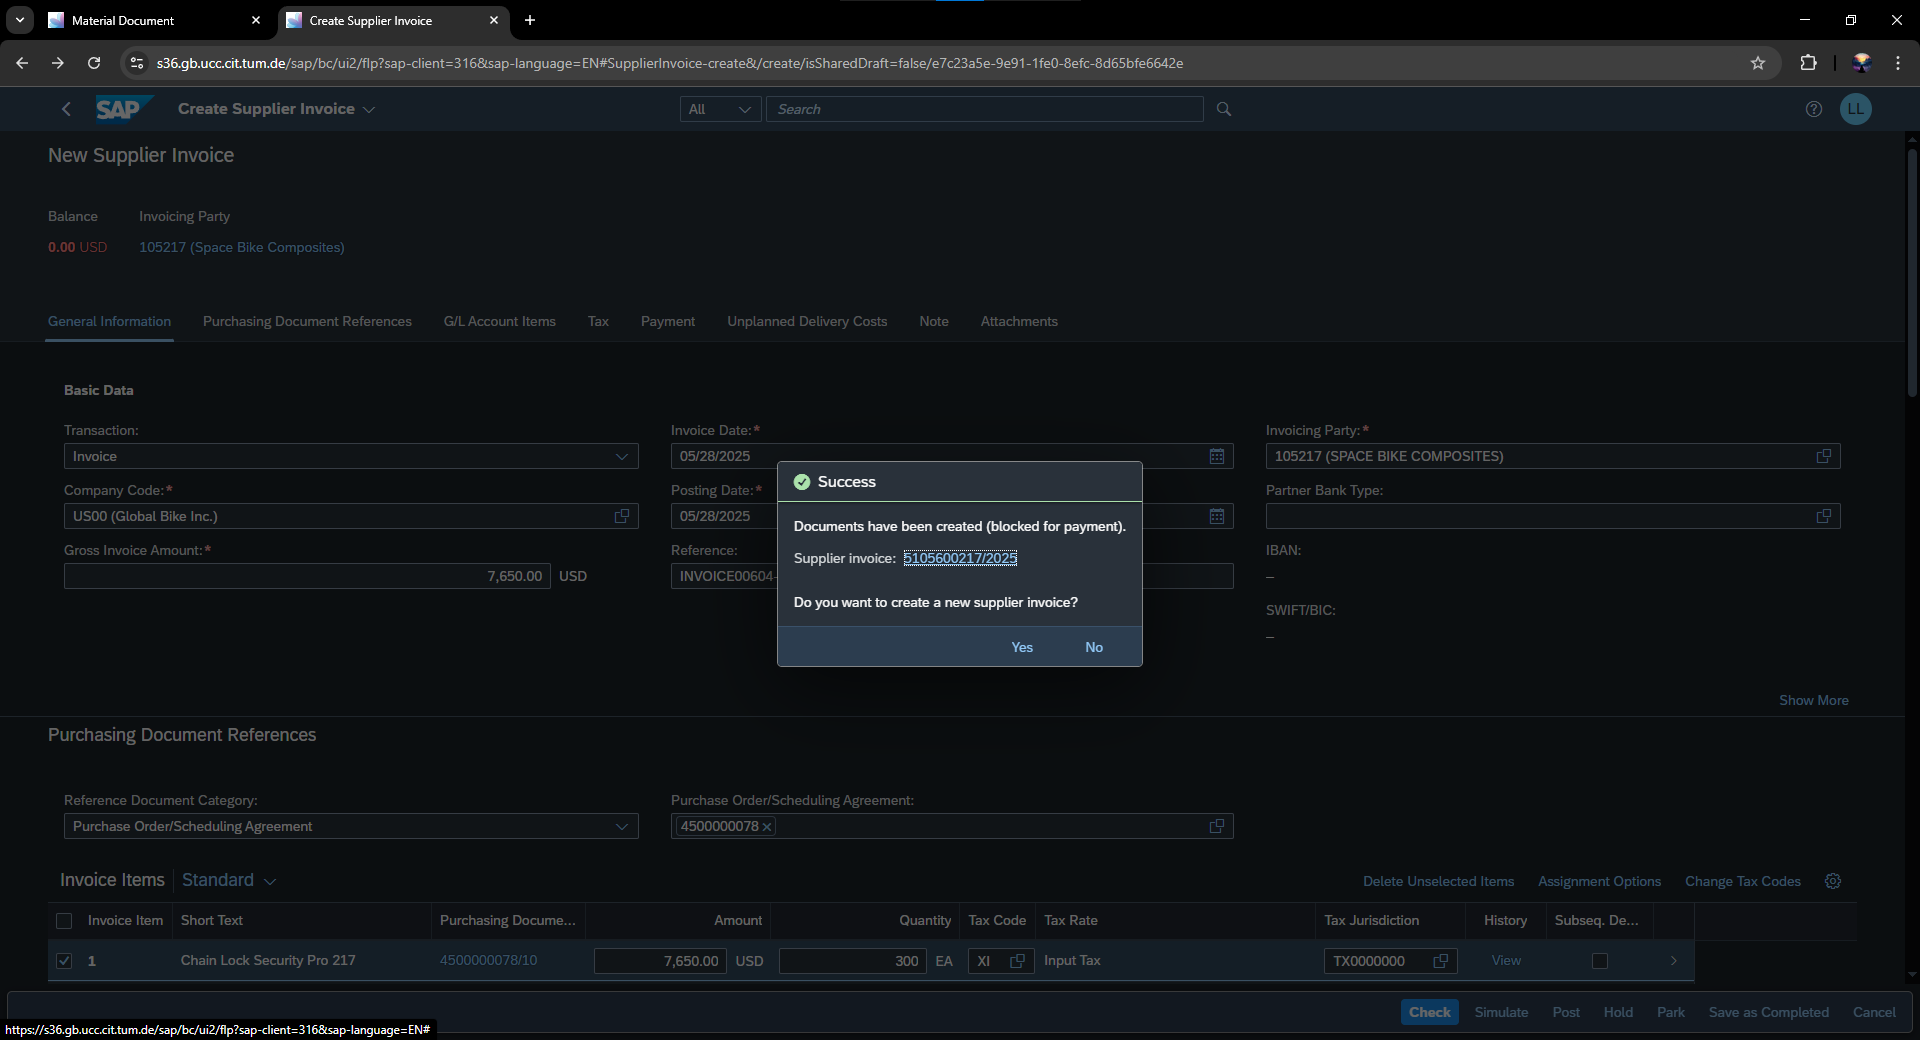 Material Document
Create Supplier Invoice
s36.gb.ucc.cit.tum.de/sap/bc/ui2/flp?sap-client=316&sap-language=EN#SupplierInvoice-create&/create/isSharedDraft=false/e7c23a5e-9e91-1fe0-8efc-8d65bfe6642e
SAP Create Supplier Invoice All Search LL
New Supplier Invoice
Balance Invoicing Party
0.00 USD 105217 (Space Bike Composites)
General Information Purchasing Document References G/L Account Items Tax Payment Unplanned Delivery Costs Note Attachments
Basic Data
Transaction: Invoice Date:* Invoicing Party:*
Invoice 05/28/2025 105217 (SPACE BIKE COMPOSITES)
Company Code:* Posting Date:* Partner Bank Type:
US00 (Global Bike Inc.) 05/28/2025
Gross Invoice Amount:* Reference: IBAN:
7,650.00 USD INVOICE00604- –
SWIFT/BIC:
–
Success
Documents have been created (blocked for payment).
Supplier invoice: 5105600217/2025
Do you want to create a new supplier invoice?
Yes No
Show More
Purchasing Document References
Reference Document Category: Purchase Order/Scheduling Agreement:
Purchase Order/Scheduling Agreement 4500000078
Invoice Items Standard Delete Unselected Items Assignment Options Change Tax Codes
Invoice Item Short Text Purchasing Docume... Amount Quantity Tax Code Tax Rate Tax Jurisdiction History Subseq. De...
1 Chain Lock Security Pro 217 4500000078/10 7,650.00 USD 300 EA XI Input Tax TX0000000 View
Check Simulate Post Hold Park Save as Completed Cancel
https://s36.gb.ucc.cit.tum.de/sap/bc/ui2/flp?sap-client=316&sap-language=EN#